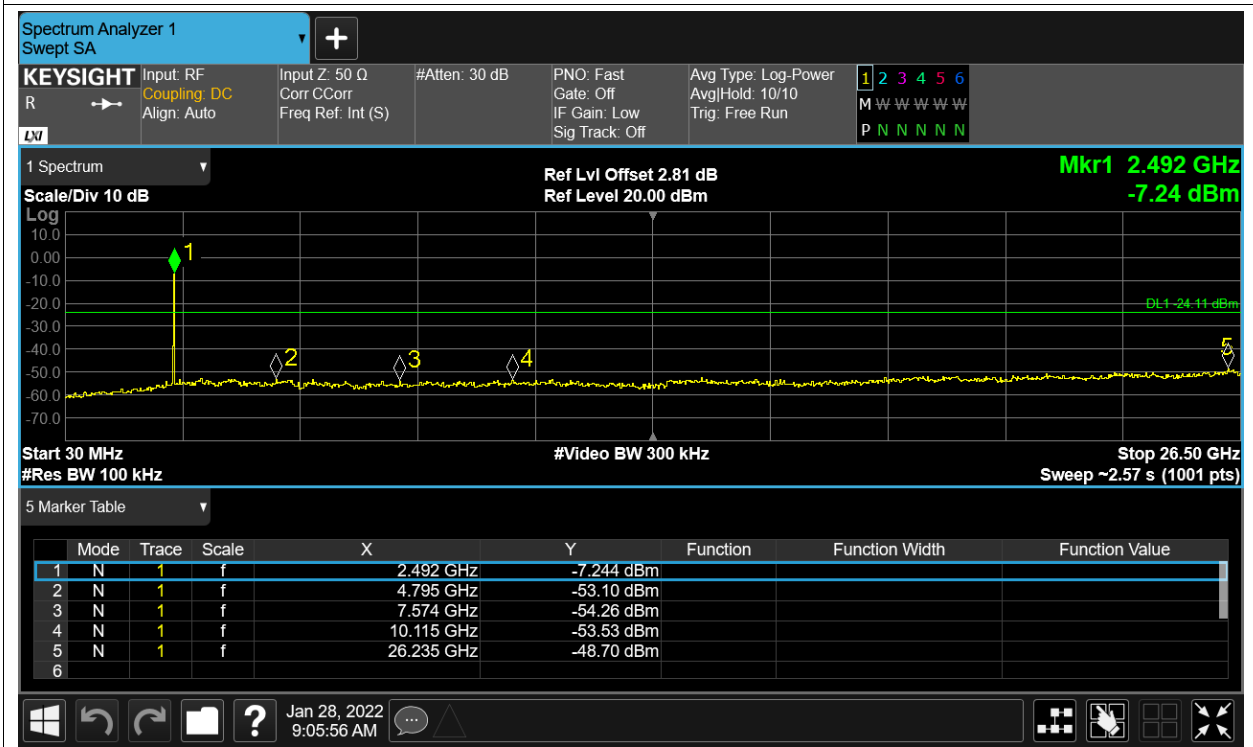 Spectrum Analyzer 1
Swept SA
+
KEYSIGHT Input: RF Input Z: 50 Ω #Atten: 30 dB PNO: Fast Avg Type: Log-Power 1 2 3 4 5 6
R Coupling: DC Corr CCorr Gate: Off Avg|Hold: 10/10 M W W W W W
Align: Auto Freq Ref: Int (S) IF Gain: Low Trig: Free Run
LXI Sig Track: Off P N N N N N
1 Spectrum Ref Lvl Offset 2.81 dB Mkr1 2.492 GHz
Scale/Div 10 dB Ref Level 20.00 dBm -7.24 dBm
Log
10.0
1
0.00
-10.0
-20.0
DL1 -24.11 dBm
-30.0
-40.0
2 3 4 5
-50.0
-60.0
-70.0
Start 30 MHz #Video BW 300 kHz Stop 26.50 GHz
#Res BW 100 kHz Sweep ~2.57 s (1001 pts)
5 Marker Table
Mode Trace Scale X Y Function Function Width Function Value
1 N 1 f 2.492 GHz -7.244 dBm
2 N 1 f 4.795 GHz -53.10 dBm
3 N 1 f 7.574 GHz -54.26 dBm
4 N 1 f 10.115 GHz -53.53 dBm
5 N 1 f 26.235 GHz -48.70 dBm
6
? Jan 28, 2022
9:05:56 AM